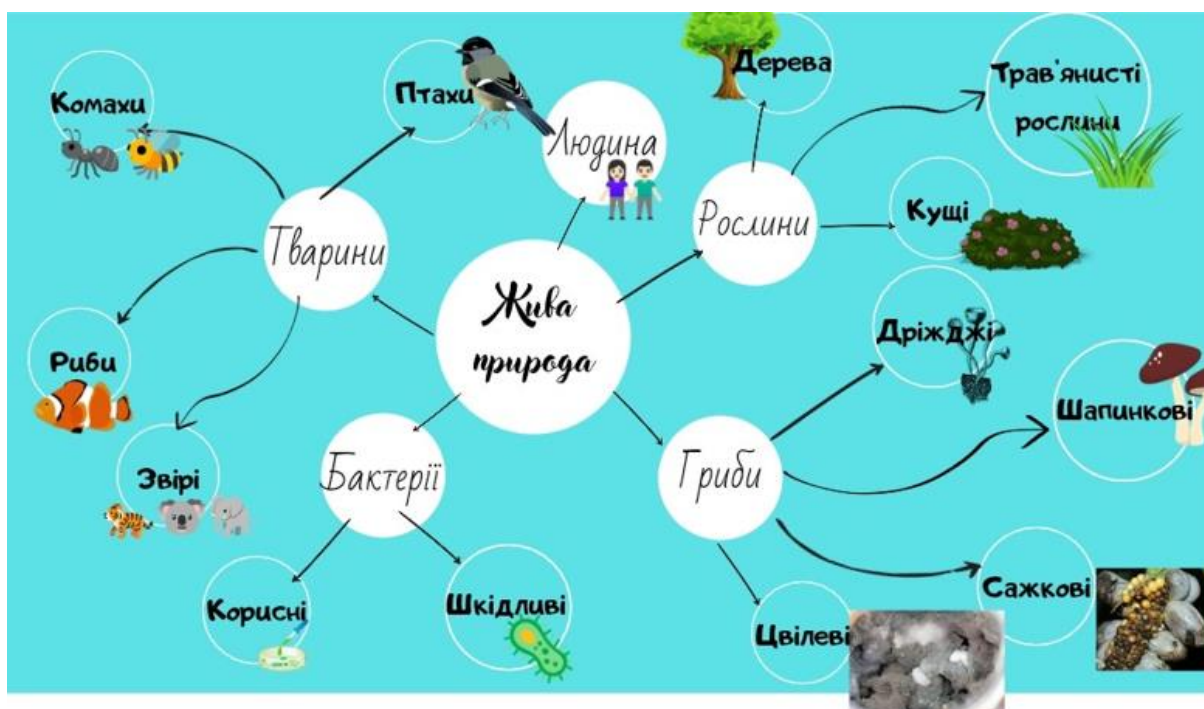 Жива
природа
Людина
Тварини
Комахи
Птахи
Риби
Звірі
Рослини
Дерева
Трав'янисті
рослини
Кущі
Бактерії
Корисні
Шкідливі
Гриби
Дріжджі
Шапинкові
Сажкові
Цвілеві